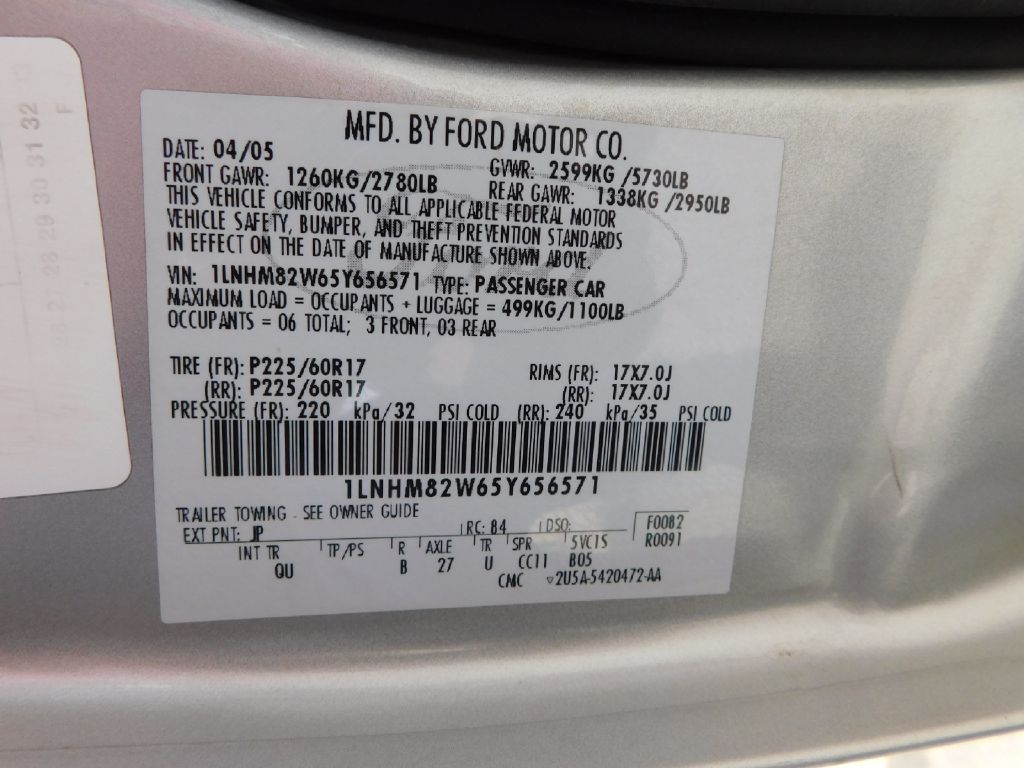 MFD. BY FORD MOTOR CO.
DATE: 04/05 GVWR: 2599KG /5730LB
FRONT GAWR: 1260KG/2780LB REAR GAWR: 1338KG /2950LB
THIS VEHICLE CONFORMS TO ALL APPLICABLE FEDERAL MOTOR
VEHICLE SAFETY, BUMPER, AND THEFT PREVENTION STANDARDS
IN EFFECT ON THE DATE OF MANUFACTURE SHOWN ABOVE.
VIN: 1LNHM82W65Y656571 TYPE: PASSENGER CAR
MAXIMUM LOAD = OCCUPANTS + LUGGAGE = 499KG/1100LB
OCCUPANTS = 06 TOTAL; 3 FRONT, 03 REAR
TIRE (FR): P225/60R17 RIMS (FR): 17X7.0J
(RR): P225/60R17 (RR): 17X7.0J
PRESSURE (FR): 220 kPa/32 PSI COLD (RR): 240 kPa/35 PSI COLD
1LNHM82W65Y656571
TRAILER TOWING - SEE OWNER GUIDE
EXT PNT: JP RC: 84 DSO: F0082
R0091
INT TR TP/PS R AXLE TR SPR 5VC1S
QU B 27 U CC11 B05
CMC 2U5A-5420472-AA
29 30 31 32
F